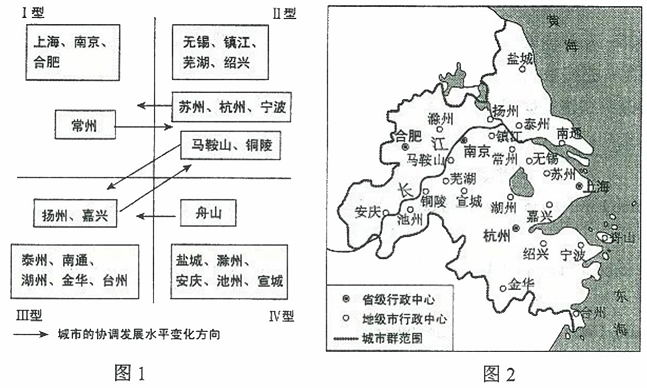 I型
II型
上海、南京、
合肥
无锡、镇江、
芜湖、绍兴
苏州、杭州、宁波
常州
马鞍山、铜陵
扬州、嘉兴
舟山
泰州、南通、
湖州、金华、台州
盐城、滁州、
安庆、池州、宣城
III型
IV型
城市的协调发展水平变化方向
图1
黄
海
盐城
扬州
滁州
泰州
南通
合肥
江
镇江
南京
常州
无锡
马鞍山
苏州
上海
芜湖
长
铜陵
宣城
湖州
嘉兴
安庆
池州
杭州
舟山
绍兴
宁波
金华
东
海
台州
省级行政中心
地级市行政中心
城市群范围
图2